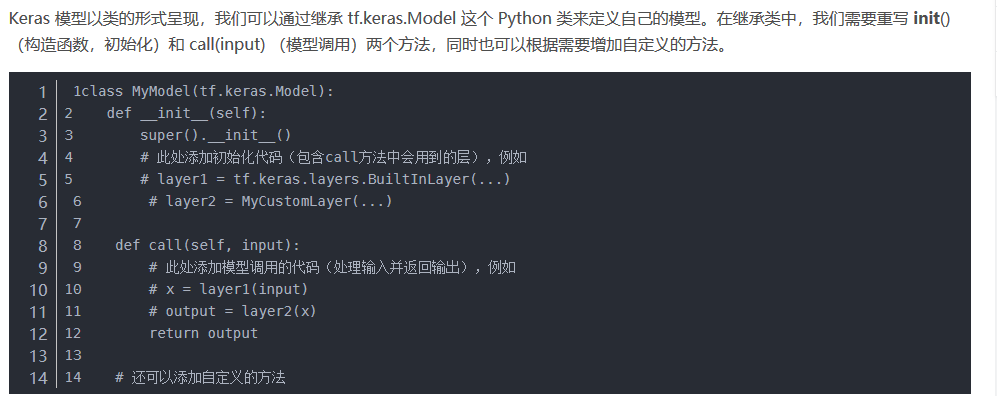 Keras 模型以类的形式呈现，我们可以通过继承 tf.keras.Model 这个 Python 类来定义自己的模型。在继承类中，我们需要重写 init()
（构造函数，初始化）和 call(input) （模型调用）两个方法，同时也可以根据需要增加自定义的方法。
1 1class MyModel(tf.keras.Model):
2 2    def __init__(self):
3 3        super().__init__()
4 4        # 此处添加初始化代码（包含call方法中会用到的层），例如
5 5        # layer1 = tf.keras.layers.BuiltInLayer(...)
6 6        # layer2 = MyCustomLayer(...)
7 7
8 8    def call(self, input):
9 9        # 此处添加模型调用的代码（处理输入并返回输出），例如
10 10        # x = layer1(input)
11 11        # output = layer2(x)
12 12        return output
13 13
14 14    # 还可以添加自定义的方法